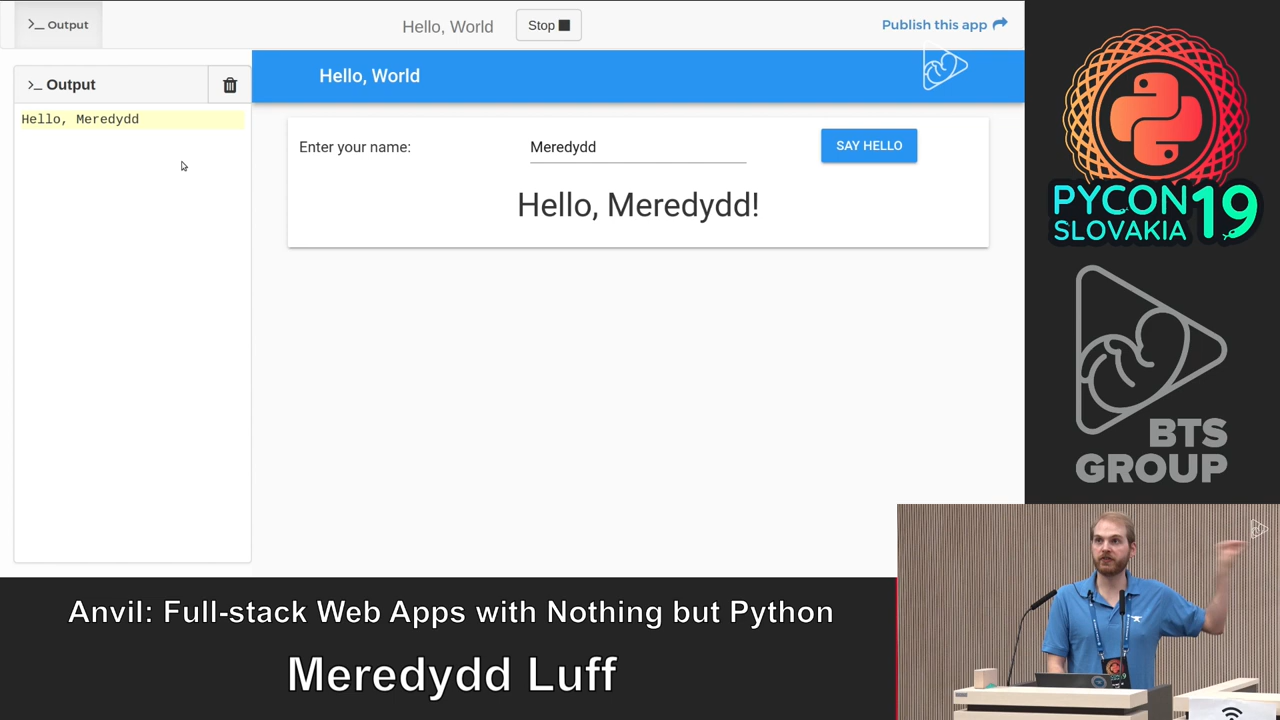 >_ Output
Hello, World
Stop
Publish this app
>_ Output
Hello, Meredydd
Hello, World
Enter your name:
Meredydd
SAY HELLO
Hello, Meredydd!
PYCON 19
SLOVAKIA
BTS
GROUP
Anvil: Full-stack Web Apps with Nothing but Python
Meredydd Luff